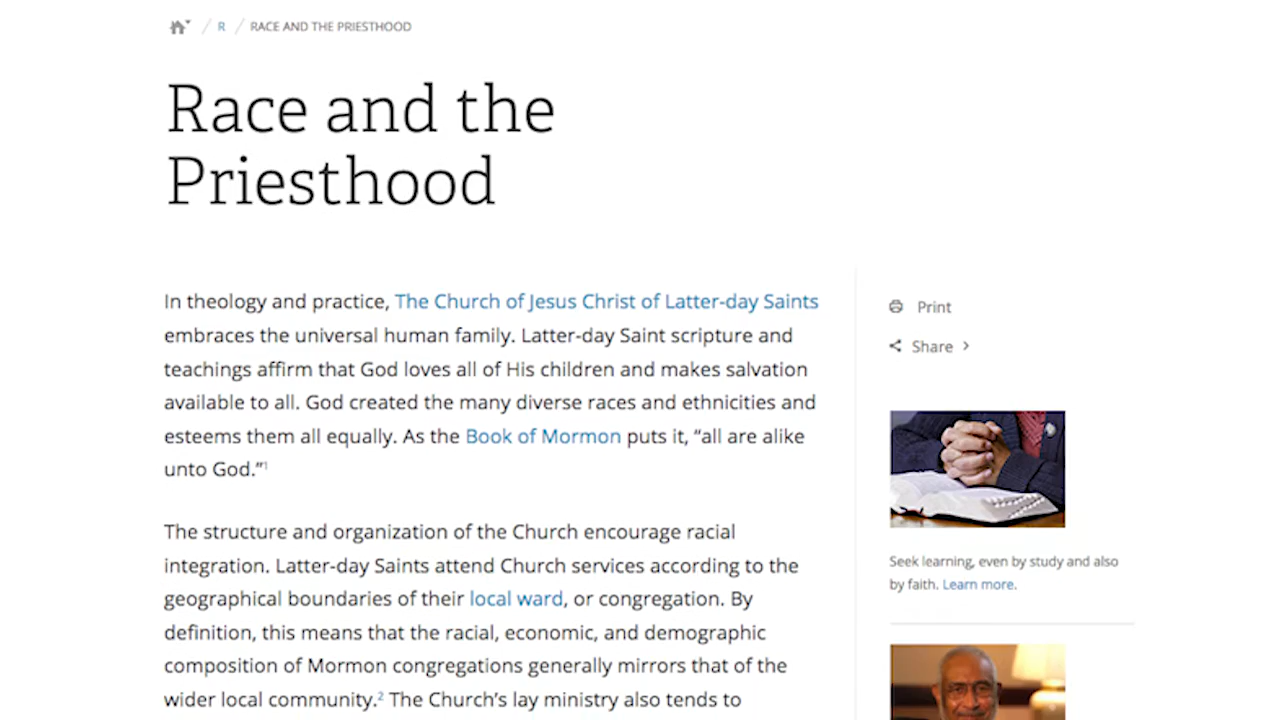 / R / RACE AND THE PRIESTHOOD
Race and the
Priesthood
In theology and practice, The Church of Jesus Christ of Latter-day Saints
embraces the universal human family. Latter-day Saint scripture and
teachings affirm that God loves all of His children and makes salvation
available to all. God created the many diverse races and ethnicities and
esteems them all equally. As the Book of Mormon puts it, “all are alike
unto God.”1
The structure and organization of the Church encourage racial
integration. Latter-day Saints attend Church services according to the
geographical boundaries of their local ward, or congregation. By
definition, this means that the racial, economic, and demographic
composition of Mormon congregations generally mirrors that of the
wider local community.2 The Church’s lay ministry also tends to
Print
Share >
Seek learning, even by study and also
by faith. Learn more.